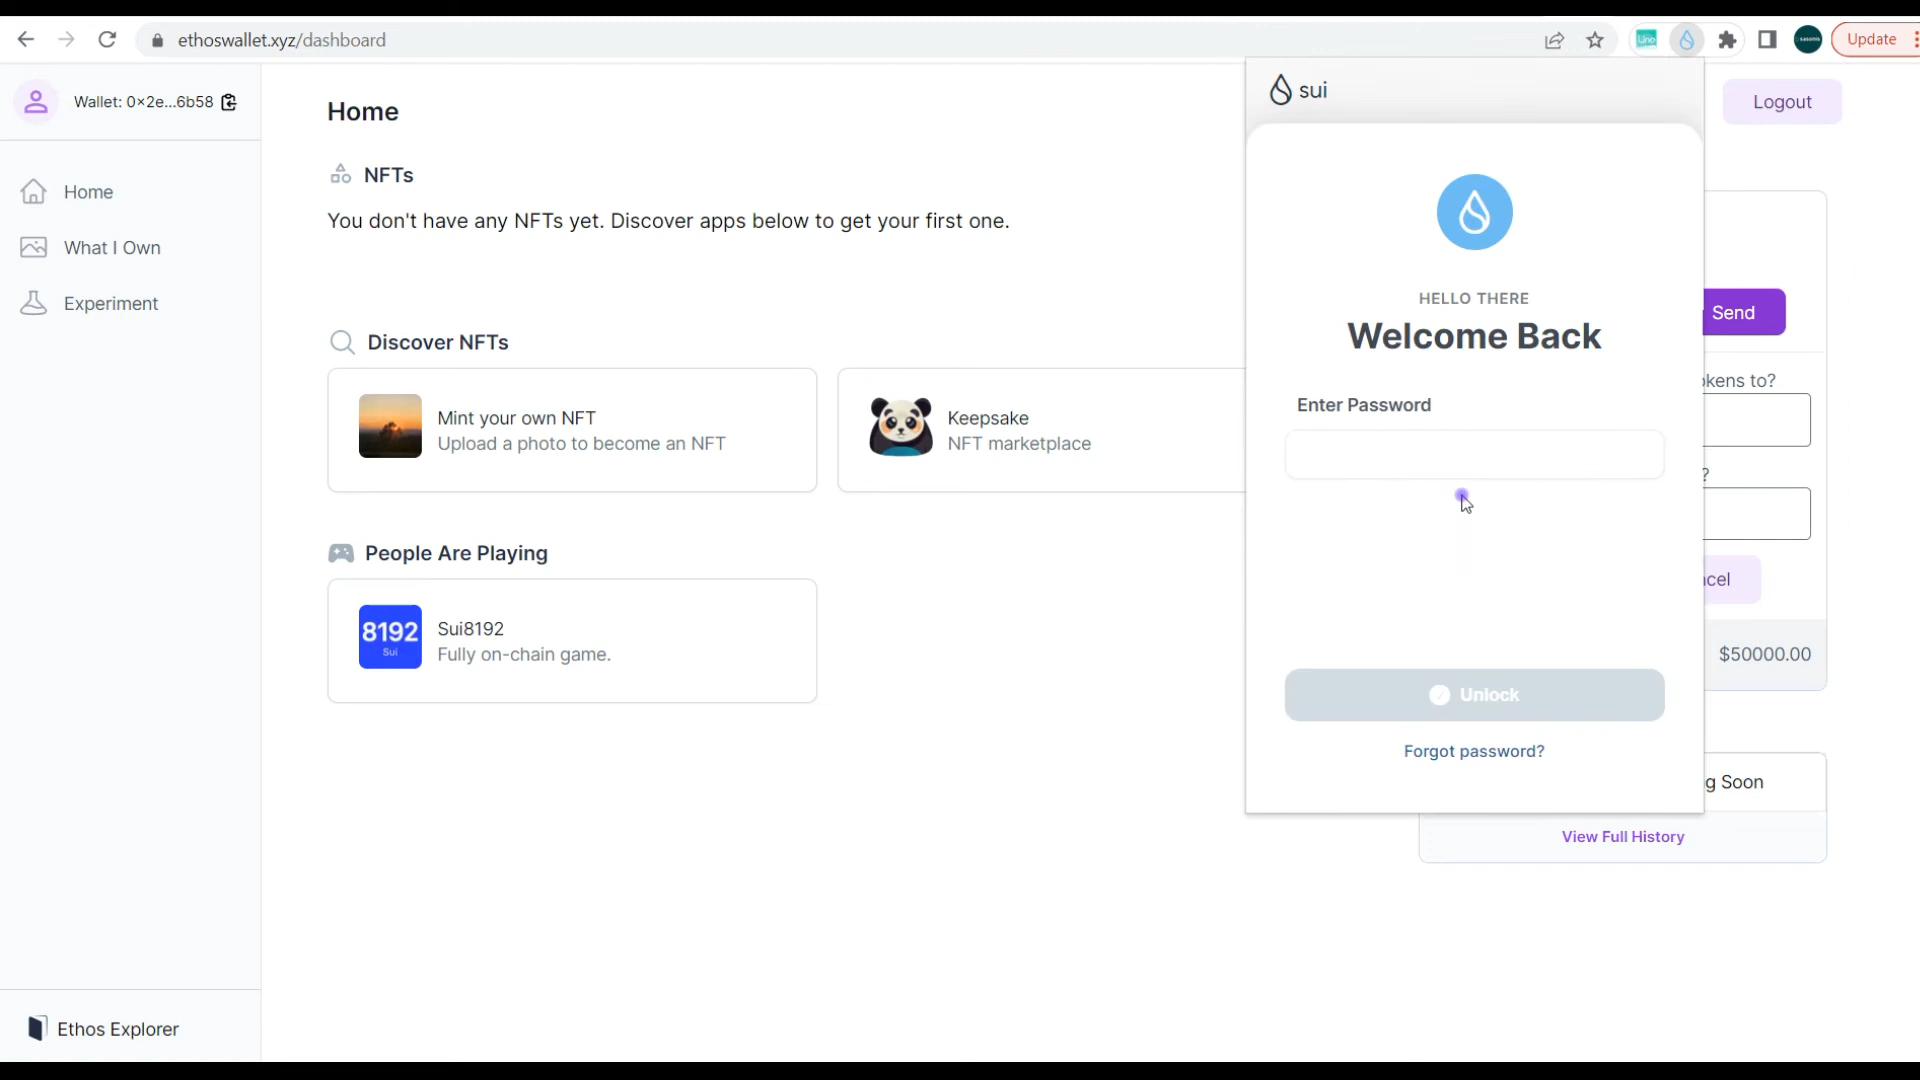 ethoswallet.xyz/dashboard
Update
Wallet: 0x2e...6b58
Home
What I Own
Experiment
Ethos Explorer
Home
NFTs
You don't have any NFTs yet. Discover apps below to get your first one.
Discover NFTs
Mint your own NFT
Upload a photo to become an NFT
Keepsake
NFT marketplace
People Are Playing
8192
Sui
Sui8192
Fully on-chain game.
sui
HELLO THERE
Welcome Back
Enter Password
Unlock
Forgot password?
Logout
Send
okens to?
?
ncel
$50000.00
g Soon
View Full History